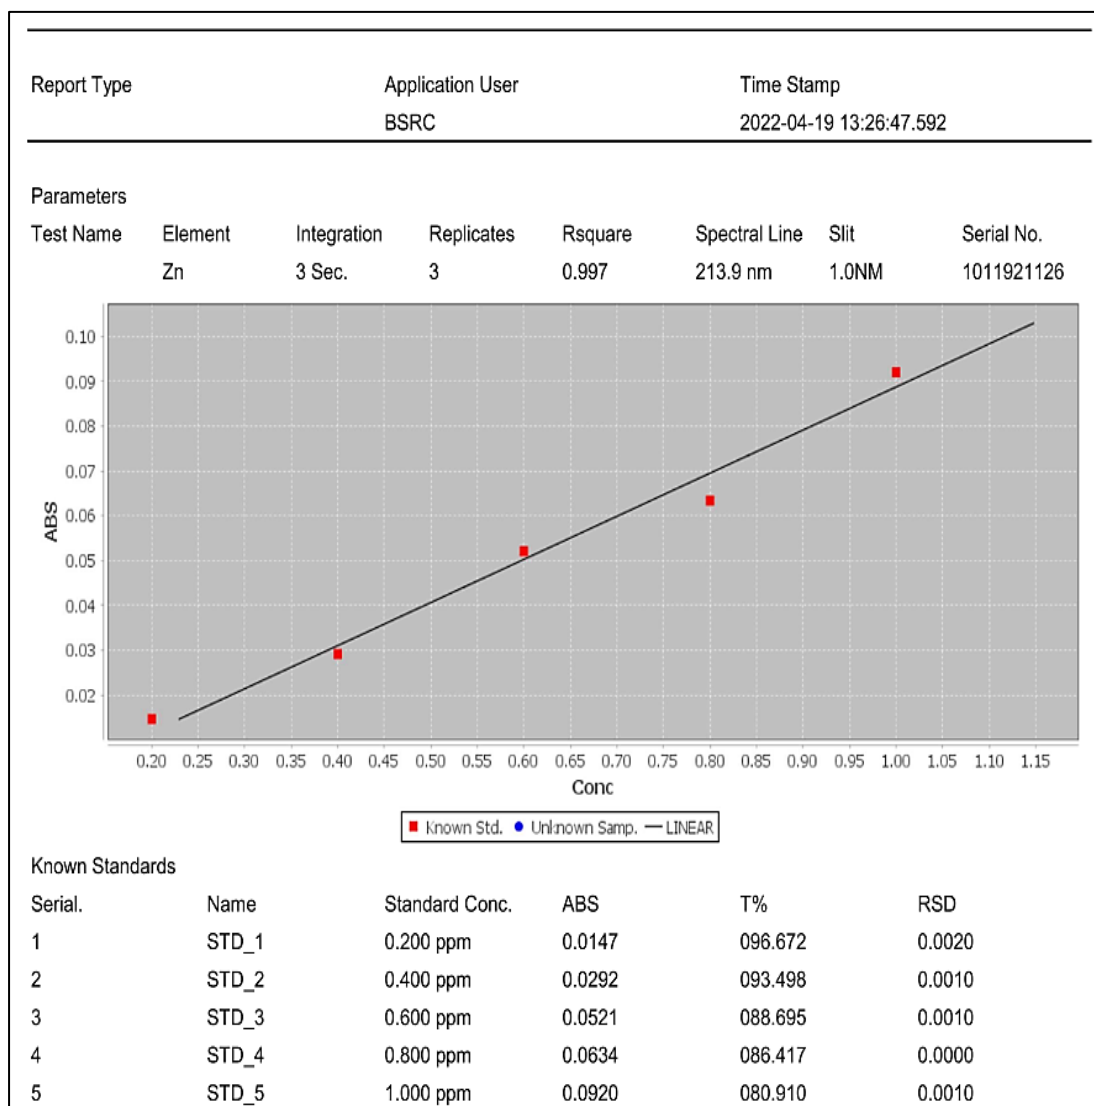 Report Type Application User Time Stamp
BSRC 2022-04-19 13:26:47.592
Parameters
Test Name Element Integration Replicates Rsquare Spectral Line Slit Serial No.
Zn 3 Sec. 3 0.997 213.9 nm 1.0NM 1011921126
0.10
0.09
0.08
0.07
0.06
0.05
0.04
0.03
0.02
ABS
0.20 0.25 0.30 0.35 0.40 0.45 0.50 0.55 0.60 0.65 0.70 0.75 0.80 0.85 0.90 0.95 1.00 1.05 1.10 1.15
Conc
Known Std. Unknown Samp. LINEAR
Known Standards
Serial. Name Standard Conc. ABS T% RSD
1 STD_1 0.200 ppm 0.0147 096.672 0.0020
2 STD_2 0.400 ppm 0.0292 093.498 0.0010
3 STD_3 0.600 ppm 0.0521 088.695 0.0010
4 STD_4 0.800 ppm 0.0634 086.417 0.0000
5 STD_5 1.000 ppm 0.0920 080.910 0.0010